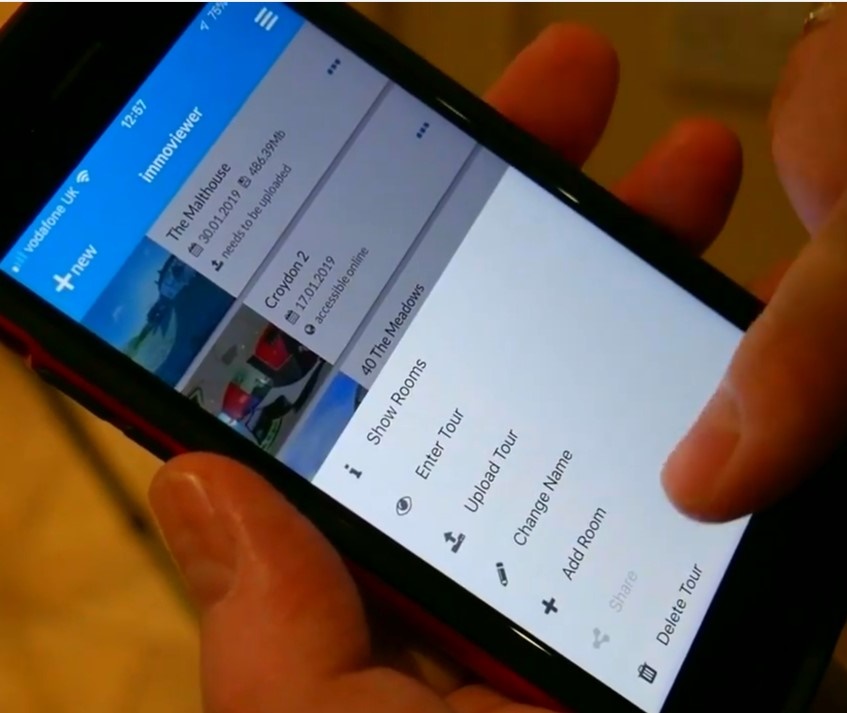 vodafone UK 12:57 75%
+new immoviewer
The Malthouse
30.01.2019 486.39Mb
needs to be uploaded
Croydon 2
17.01.2019
accessible online
40 The Meadows
Show Rooms
Enter Tour
Upload Tour
Change Name
Add Room
Share
Delete Tour